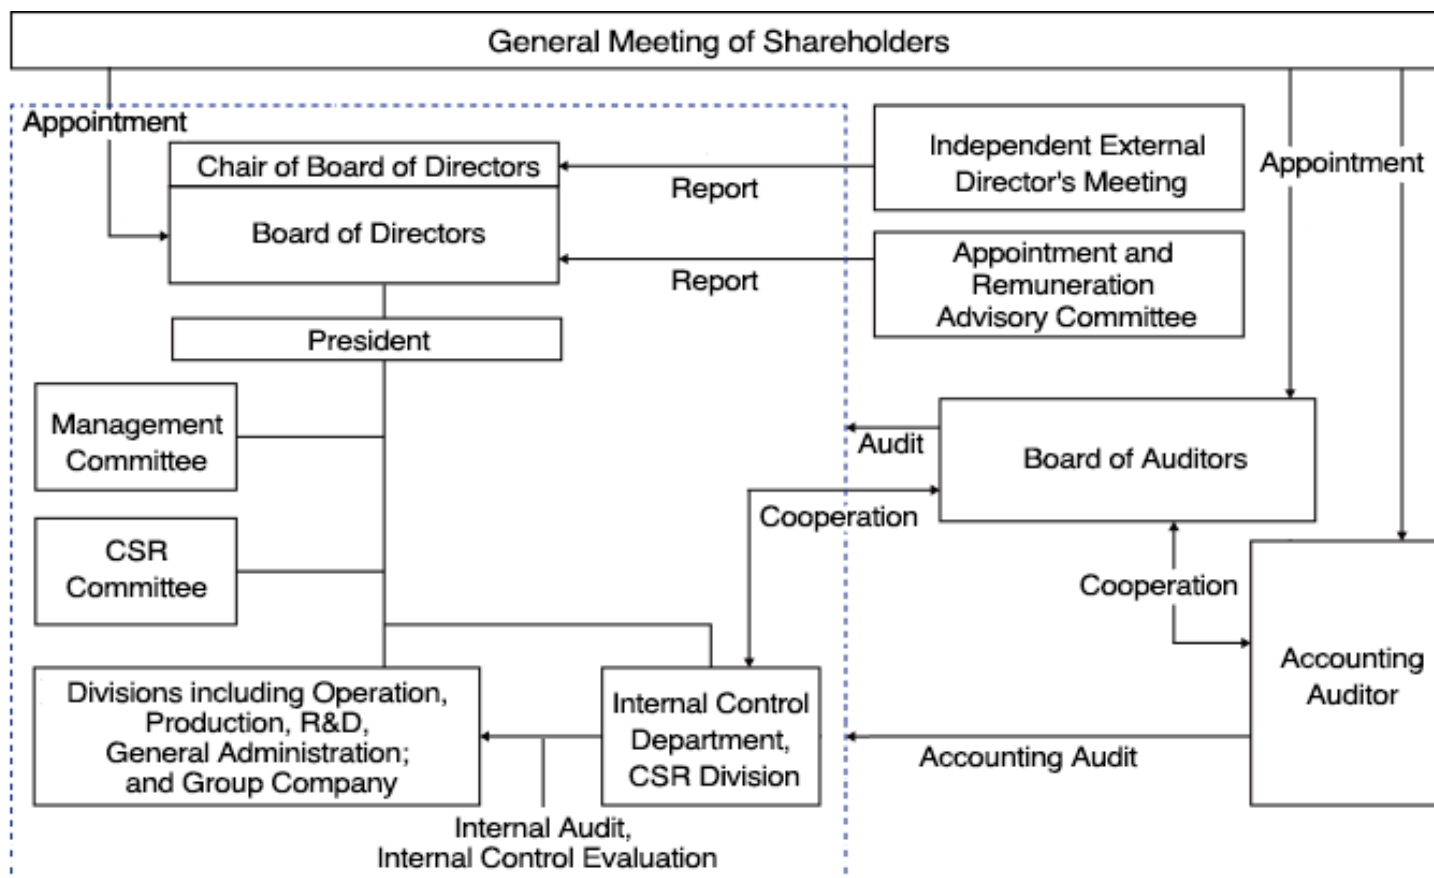 General Meeting of Shareholders
Appointment
Chair of Board of Directors
Board of Directors
Report
Independent External
Director's Meeting
Appointment
Report
Appointment and
Remuneration
Advisory Committee
President
Management
Committee
Audit
Board of Auditors
Cooperation
CSR
Committee
Cooperation
Accounting
Auditor
Divisions including Operation,
Production, R&D,
General Administration;
and Group Company
Internal Control
Department,
CSR Division
Accounting Audit
Internal Audit,
Internal Control Evaluation